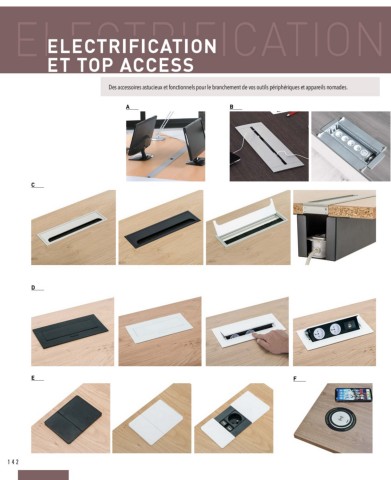 ELECTRIFICATION
ELECTRIFICATION
ET TOP ACCESS
Des accessoires astucieux et fonctionnels pour le branchement de vos outils périphériques et appareils nomades.
A
B
C
D
E
F
142